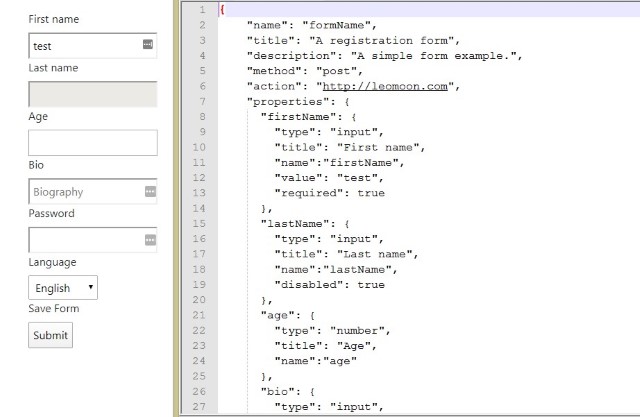 First name
test
Last name
Age
Bio
Biography
Password
Language
English
Save Form
Submit
1 {
2 "name": "formName",
3 "title": "A registration form",
4 "description": "A simple form example.",
5 "method": "post",
6 "action": "http://leomoon.com",
7 "properties": {
8 "firstName": {
9 "type": "input",
10 "title": "First name",
11 "name":"firstName",
12 "value": "test",
13 "required": true
14 },
15 "lastName": {
16 "type": "input",
17 "title": "Last name",
18 "name":"lastName",
19 "disabled": true
20 },
21 "age": {
22 "type": "number",
23 "title": "Age",
24 "name":"age"
25 },
26 "bio": {
27 "type": "input",